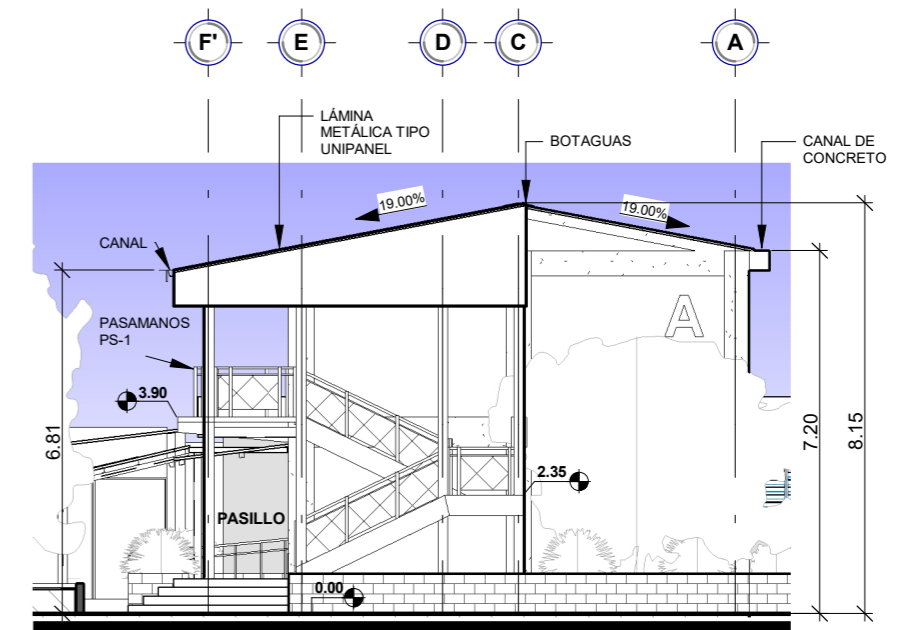 F'
E
D
C
A
LÁMINA
METÁLICA TIPO
UNIPANEL
BOTAGUAS
CANAL DE
CONCRETO
19.00%
19.00%
CANAL
PASAMANOS
PS-1
A
3.90
6.81
7.20
8.15
2.35
PASILLO
0.00